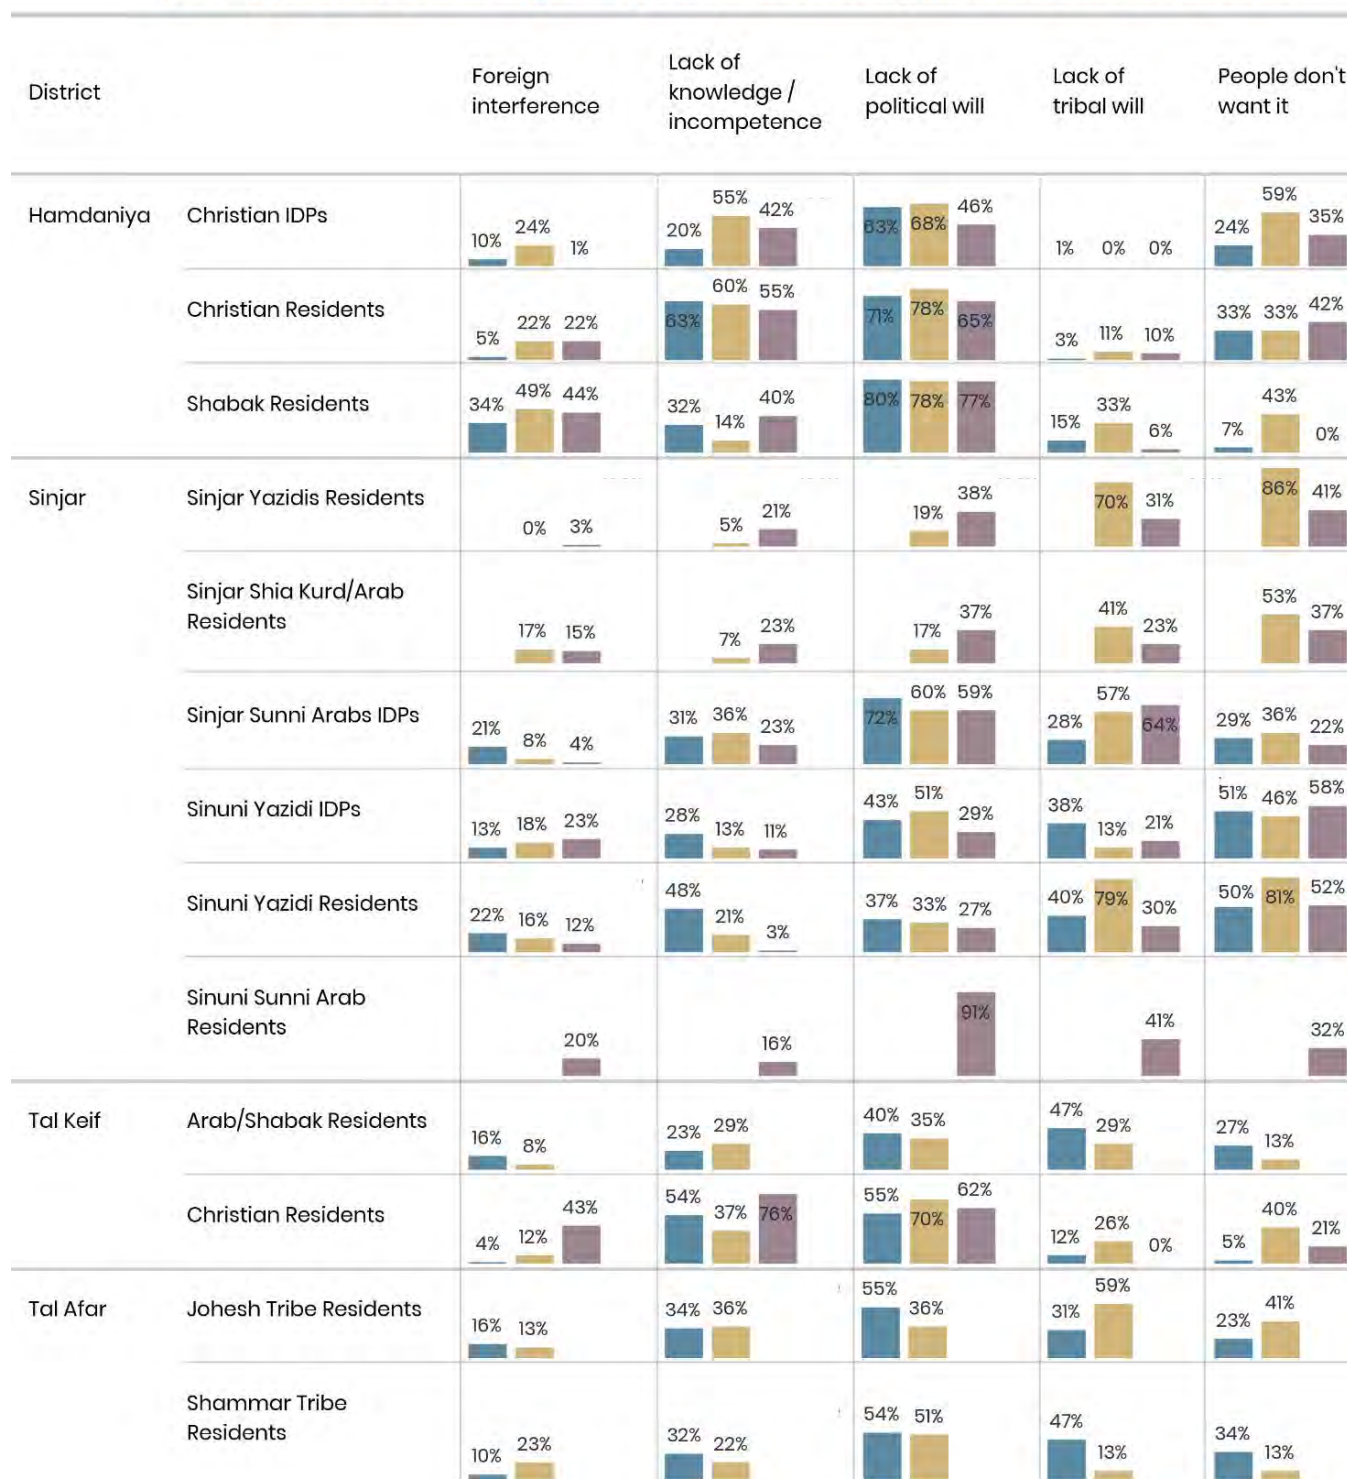 District
Foreign
interference
Lack of
knowledge /
incompetence
Lack of
political will
Lack of
tribal will
People don't
want it
Hamdaniya
Christian IDPs
10% 24% 1%
20% 55% 42%
63% 68% 46%
1% 0% 0%
24% 59% 35%
Christian Residents
5% 22% 22%
63% 60% 55%
71% 78% 65%
3% 11% 10%
33% 33% 42%
Shabak Residents
34% 49% 44%
32% 14% 40%
80% 78% 77%
15% 33% 6%
7% 43% 0%
Sinjar
Sinjar Yazidis Residents
0% 3%
5% 21%
19% 38%
70% 31%
86% 41%
Sinjar Shia Kurd/Arab
Residents
17% 15%
7% 23%
17% 37%
41% 23%
53% 37%
Sinjar Sunni Arabs IDPs
21% 8% 4%
31% 36% 23%
72% 60% 59%
28% 57% 64%
29% 36% 22%
Sinuni Yazidi IDPs
13% 18% 23%
28% 13% 11%
43% 51% 29%
38% 13% 21%
51% 46% 58%
Sinuni Yazidi Residents
22% 16% 12%
48% 21% 3%
37% 33% 27%
40% 79% 30%
50% 81% 52%
Sinuni Sunni Arab
Residents
20%
16%
91%
41%
32%
Tal Keif
Arab/Shabak Residents
16% 8%
23% 29%
40% 35%
47% 29%
27% 13%
Christian Residents
4% 12% 43%
54% 37% 76%
55% 70% 62%
12% 26% 0%
5% 40% 21%
Tal Afar
Johesh Tribe Residents
16% 13%
34% 36%
55% 36%
31% 59%
23% 41%
Shammar Tribe
Residents
10% 23%
32% 22%
54% 51%
47% 13%
34% 13%